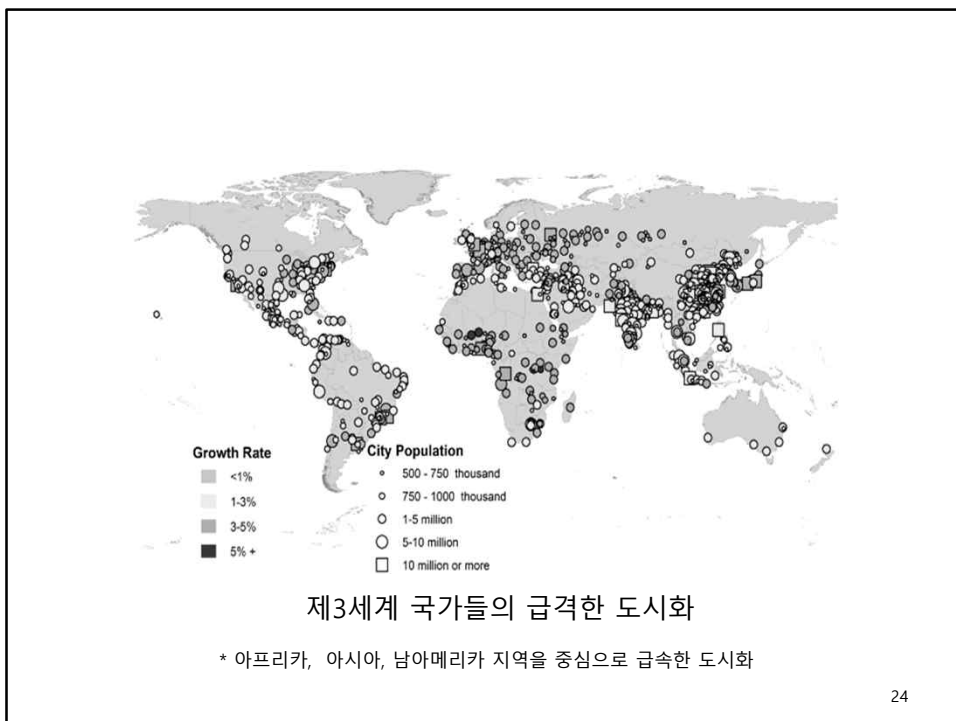 Growth Rate
<1%
1-3%
3-5%
5% +
City Population
500 - 750 thousand
750 - 1000 thousand
1-5 million
5-10 million
10 million or more
제3세계 국가들의 급격한 도시화
* 아프리카, 아시아, 남아메리카 지역을 중심으로 급속한 도시화
24